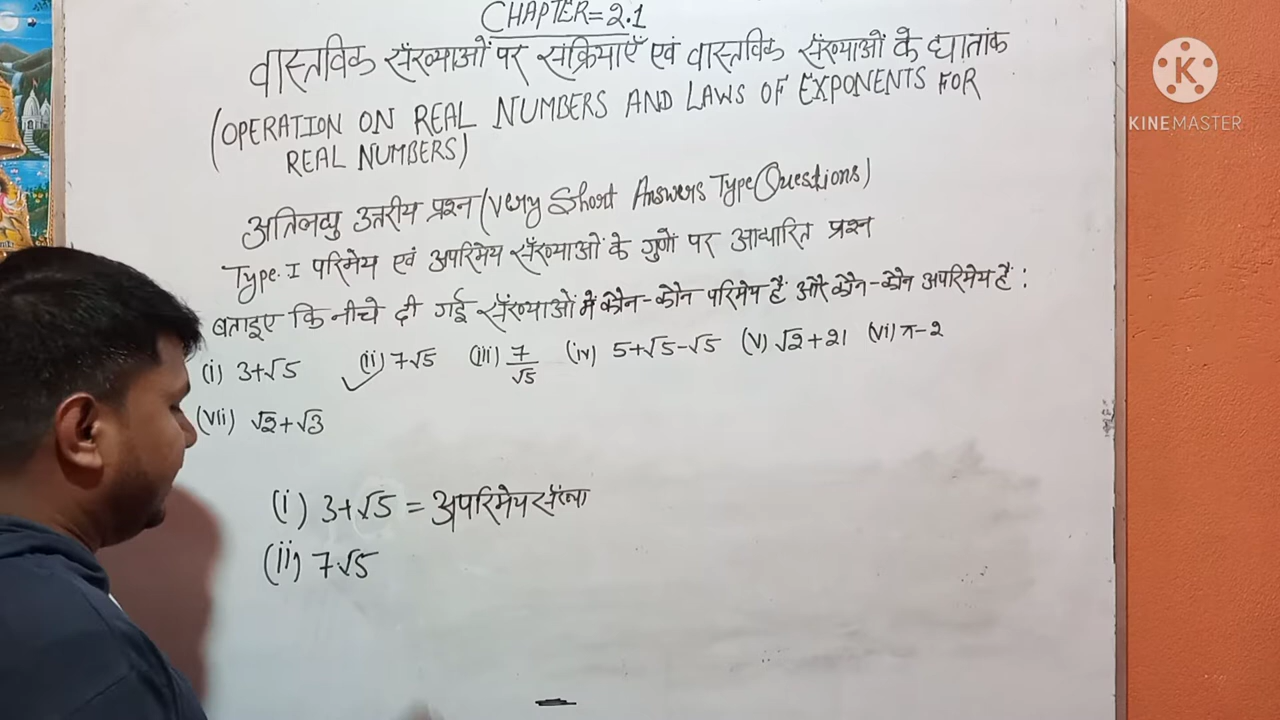 CHAPTER=2.1
वास्तविक संख्याओं पर संक्रियाएँ एवं वास्तविक संख्याओं के घातांक
(OPERATION ON REAL NUMBERS AND LAWS OF EXPONENTS FOR
REAL NUMBERS)
अतिलघु उत्तरीय प्रश्न (Very Short Answers Type Questions)
Type-I परिमेय एवं अपरिमेय संख्याओं के गुणों पर आधारित प्रश्न
बताइए कि नीचे दी गई संख्याओं में कौन-कौन परिमेय हैं और कौन-कौन अपरिमेय हैं:
(i) 3+√5 (ii) 7√5 (iii) 7/√5 (iv) 5+√5-√5 (v) √2+21 (vi) π-2
(vii) √2+√3
(i) 3+√5 = अपरिमेय संख्या
(ii) 7√5
K
KINEMASTER